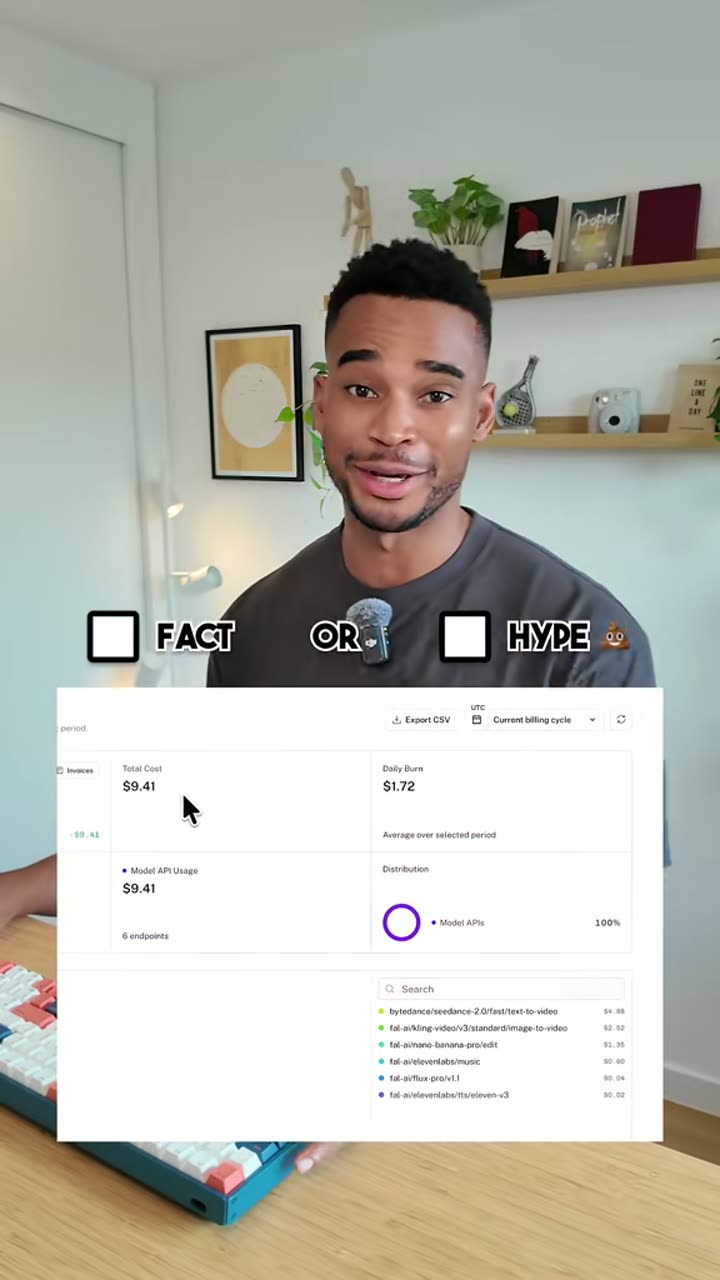 prophet
ONE
LINE
A
DAY
FACT OR HYPE 💩
period.
Export CSV
UTC
Current billing cycle
Invoices
Total Cost
$9.41
-$9.41
Daily Burn
$1.72
Average over selected period
Model API Usage
$9.41
6 endpoints
Distribution
Model APIs 100%
Search
bytedance/seedance-2.0/fast/text-to-video $4.88
fal-ai/kling-video/v3/standard/image-to-video $2.52
fal-ai/nano-banana-pro/edit $1.35
fal-ai/elevenlabs/music $0.60
fal-ai/flux-pro/v1.1 $0.04
fal-ai/elevenlabs/tts/eleven-v3 $0.02